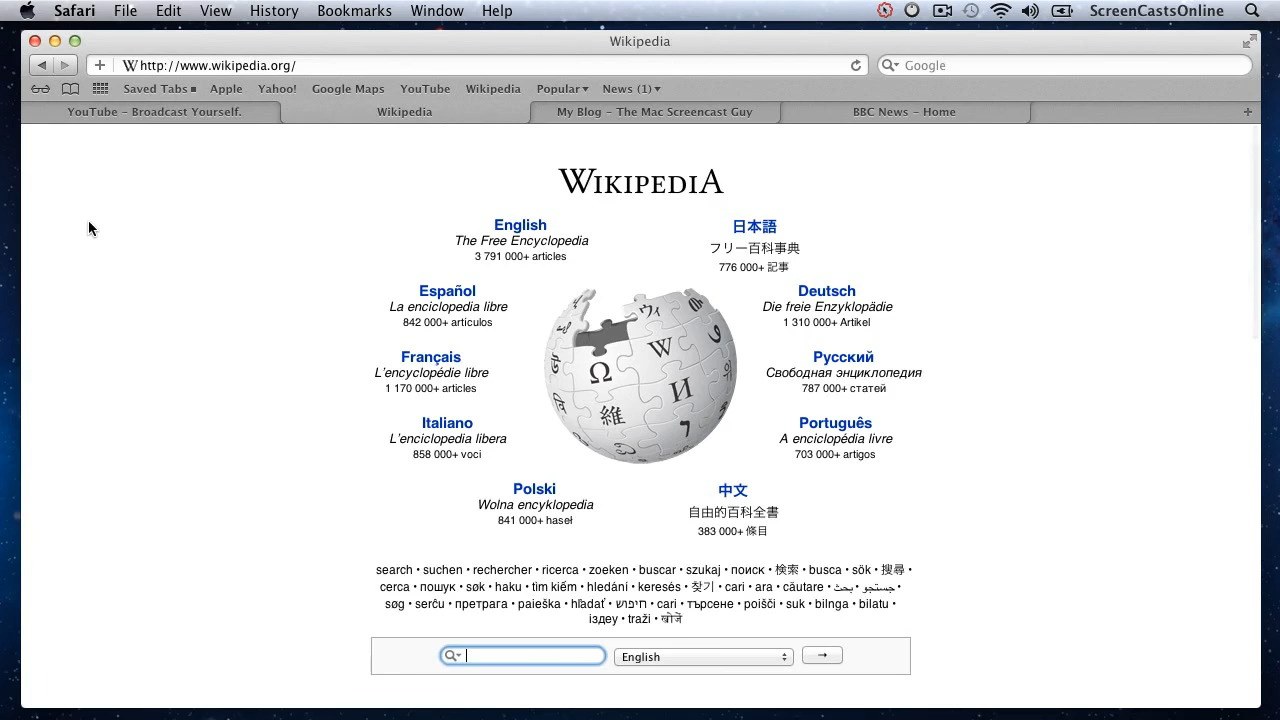 Safari File Edit View History Bookmarks Window Help ScreenCastsOnline
Wikipedia
W http://www.wikipedia.org/ Google
Saved Tabs Apple Yahoo! Google Maps YouTube Wikipedia Popular News (1)
YouTube – Broadcast Yourself. Wikipedia My Blog – The Mac Screencast Guy BBC News – Home
WIKIPEDIA
English 日本語
The Free Encyclopedia フリー百科事典
3 791 000+ articles 776 000+ 記事
Español Deutsch
La enciclopedia libre Die freie Enzyklopädie
842 000+ artículos 1 310 000+ Artikel
Français Русский
L'encyclopédie libre Свободная энциклопедия
1 170 000+ articles 787 000+ статей
Italiano Português
L'enciclopedia libera A enciclopédia livre
858 000+ voci 703 000+ artigos
Polski 中文
Wolna encyklopedia 自由的百科全書
841 000+ haseł 383 000+ 條目
Ω W И 維 ウィ
search • suchen • rechercher • ricerca • zoeken • buscar • szukaj • поиск • 検索 • busca • sök • 搜尋 •
cerca • пошук • søk • haku • tìm kiếm • hledání • keresés • 찾기 • cari • ara • căutare • بحث • جستجو •
søg • serĉu • претрага • paieška • hľadať • חיפוש • cari • търсене • poišči • suk • bilnga • bilatu •
іздеу • traži • खोजें
English →